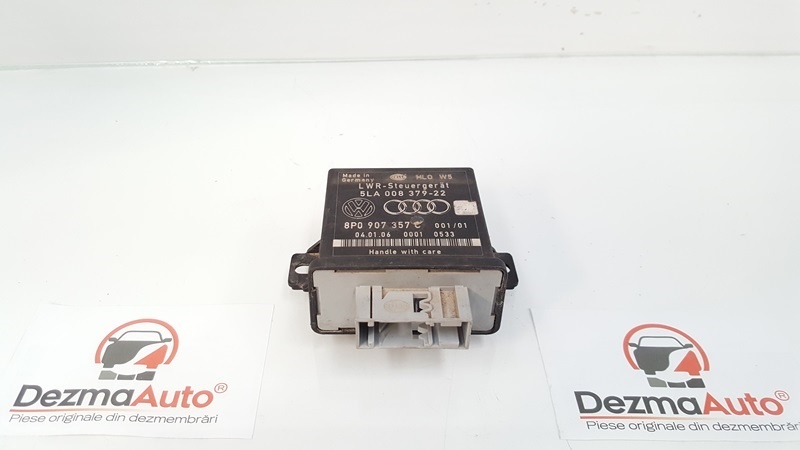 Made in
Germany
HLO W5
LWR-Steuergerät
5LA 008 379-22
8P0 907 357 C 001/01
04.01.06 0001 0533
Handle with care
DezmaAuto®
Piese originale din dezmembrări
DezmaAuto®
Piese originale din dezmembrări